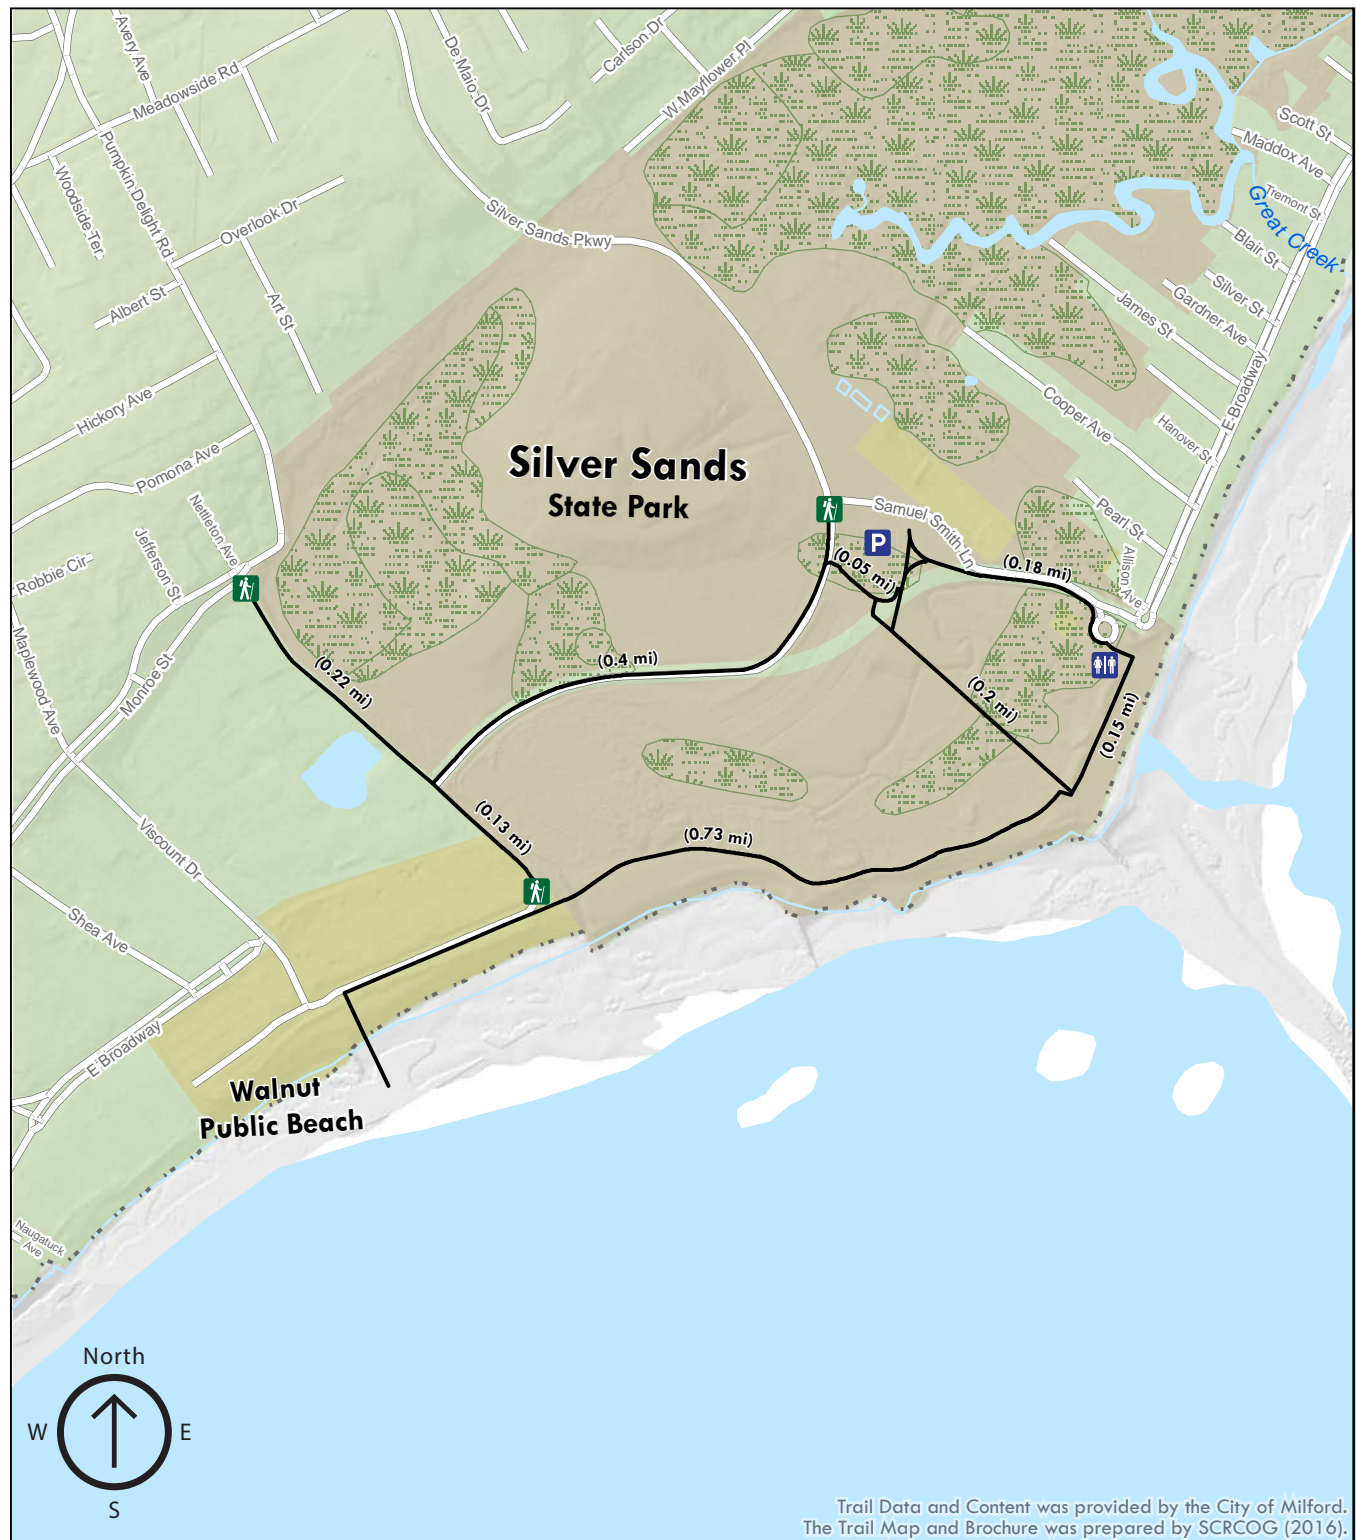 Avery Ave
Meadowside Rd
De Maio Dr
Carlson Dr
W Mayflower Pl
Scott St
Maddox Ave
Tremont St
Great Creek
Blair St
Silver St
Gardner Ave
James St
E Broadway
Hanover St
Cooper Ave
Pearl St
Allison Ave
Woodside Ter
Pumpkin Delight Rd
Overlook Dr
Silver Sands Pkwy
Albert St
Art St
Hickory Ave
Pomona Ave
Nettleton Ave
Jefferson St
Robbie Cir
Maplewood Ave
Monroe St
Silver Sands
State Park
Samuel Smith Ln
P
(0.05 mi)
(0.18 mi)
(0.4 mi)
(0.22 mi)
(0.2 mi)
(0.15 mi)
(0.13 mi)
(0.73 mi)
Viscount Dr
Shea Ave
E Broadway
Walnut
Public Beach
Naugatuck
Ave
North
W
E
S
Trail Data and Content was provided by the City of Milford.
The Trail Map and Brochure was prepared by SCRCOG (2016).